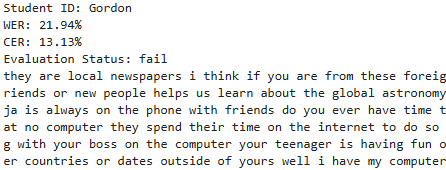 Student ID: Gordon
WER: 21.94%
CER: 13.13%
Evaluation Status: fail
they are local newspapers i think if you are from these foreig
riends or new people helps us learn about the global astronomy
ja is always on the phone with friends do you ever have time t
at no computer they spend their time on the internet to do so
g with your boss on the computer your teenager is having fun o
er countries or dates outside of yours well i have my computer